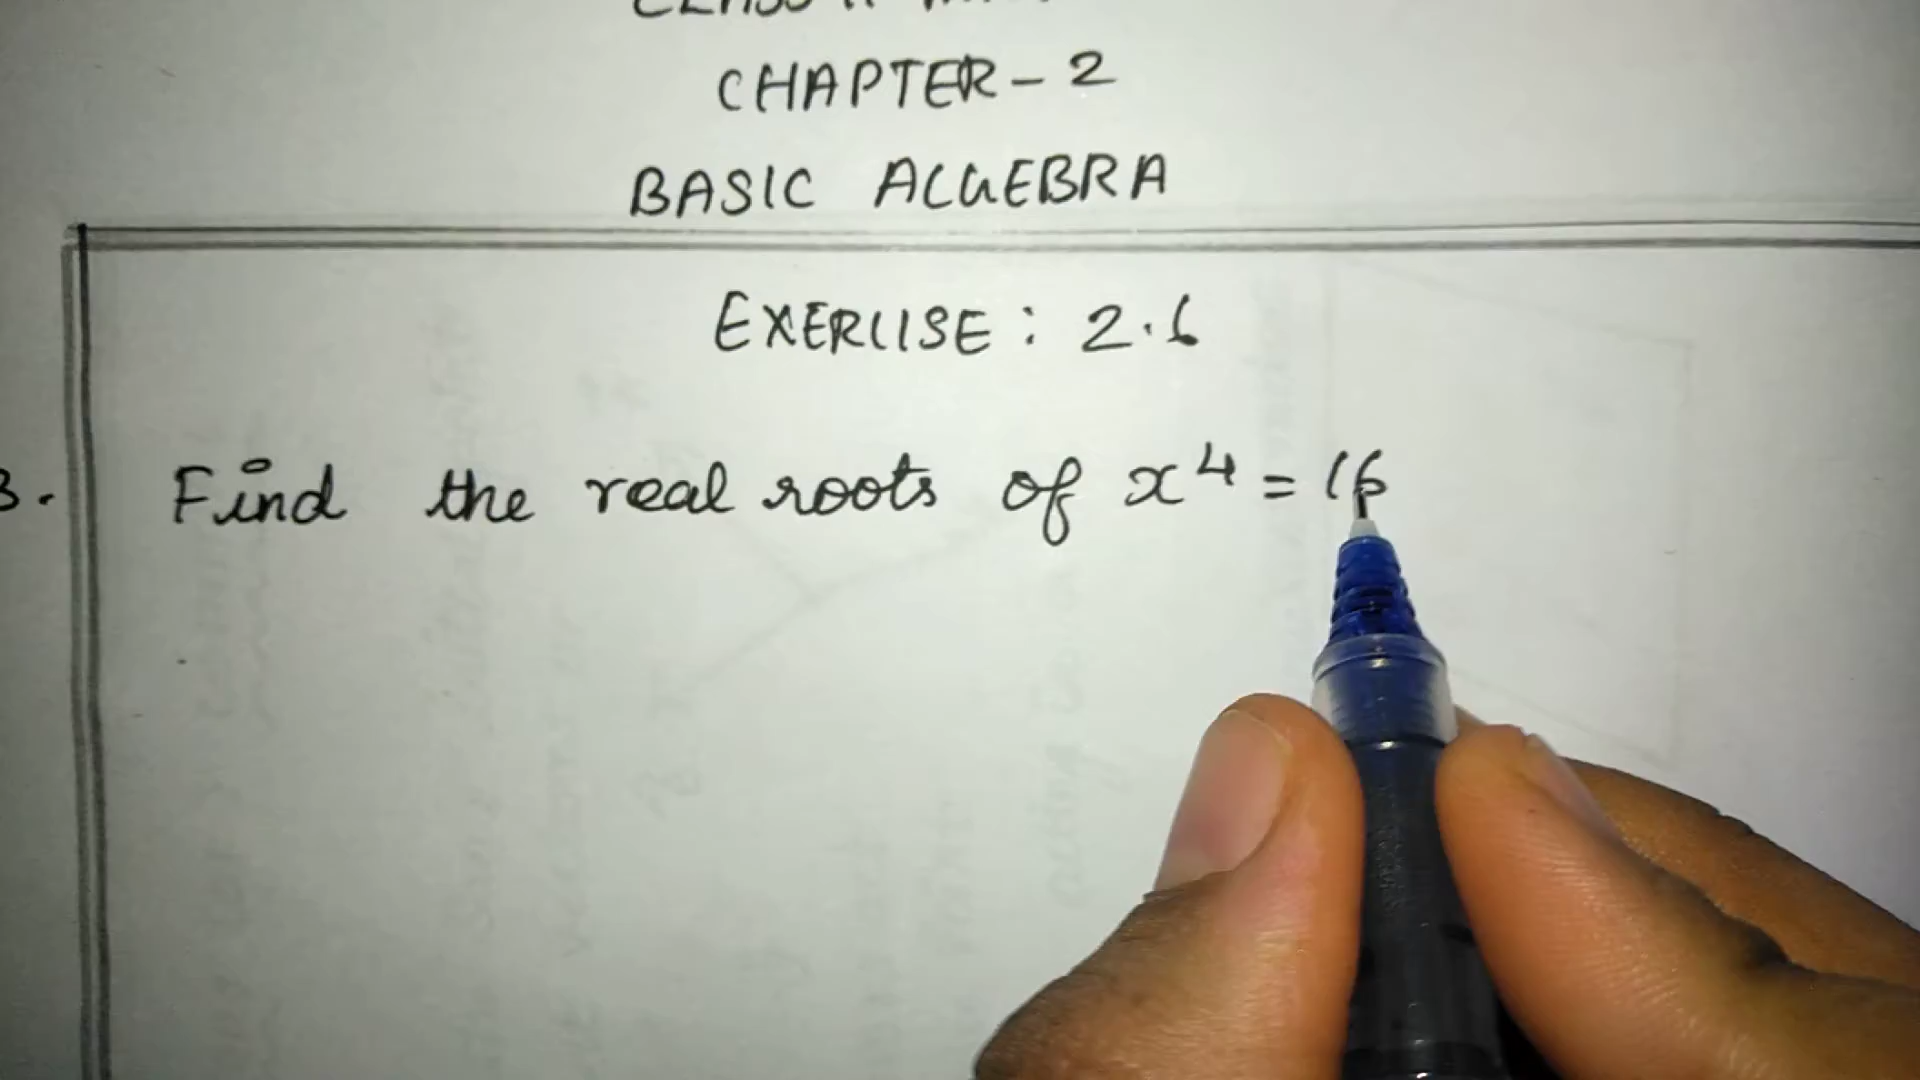 CHAPTER - 2
BASIC ALGEBRA
EXERCISE : 2.6
3. Find the real roots of x⁴ = 16